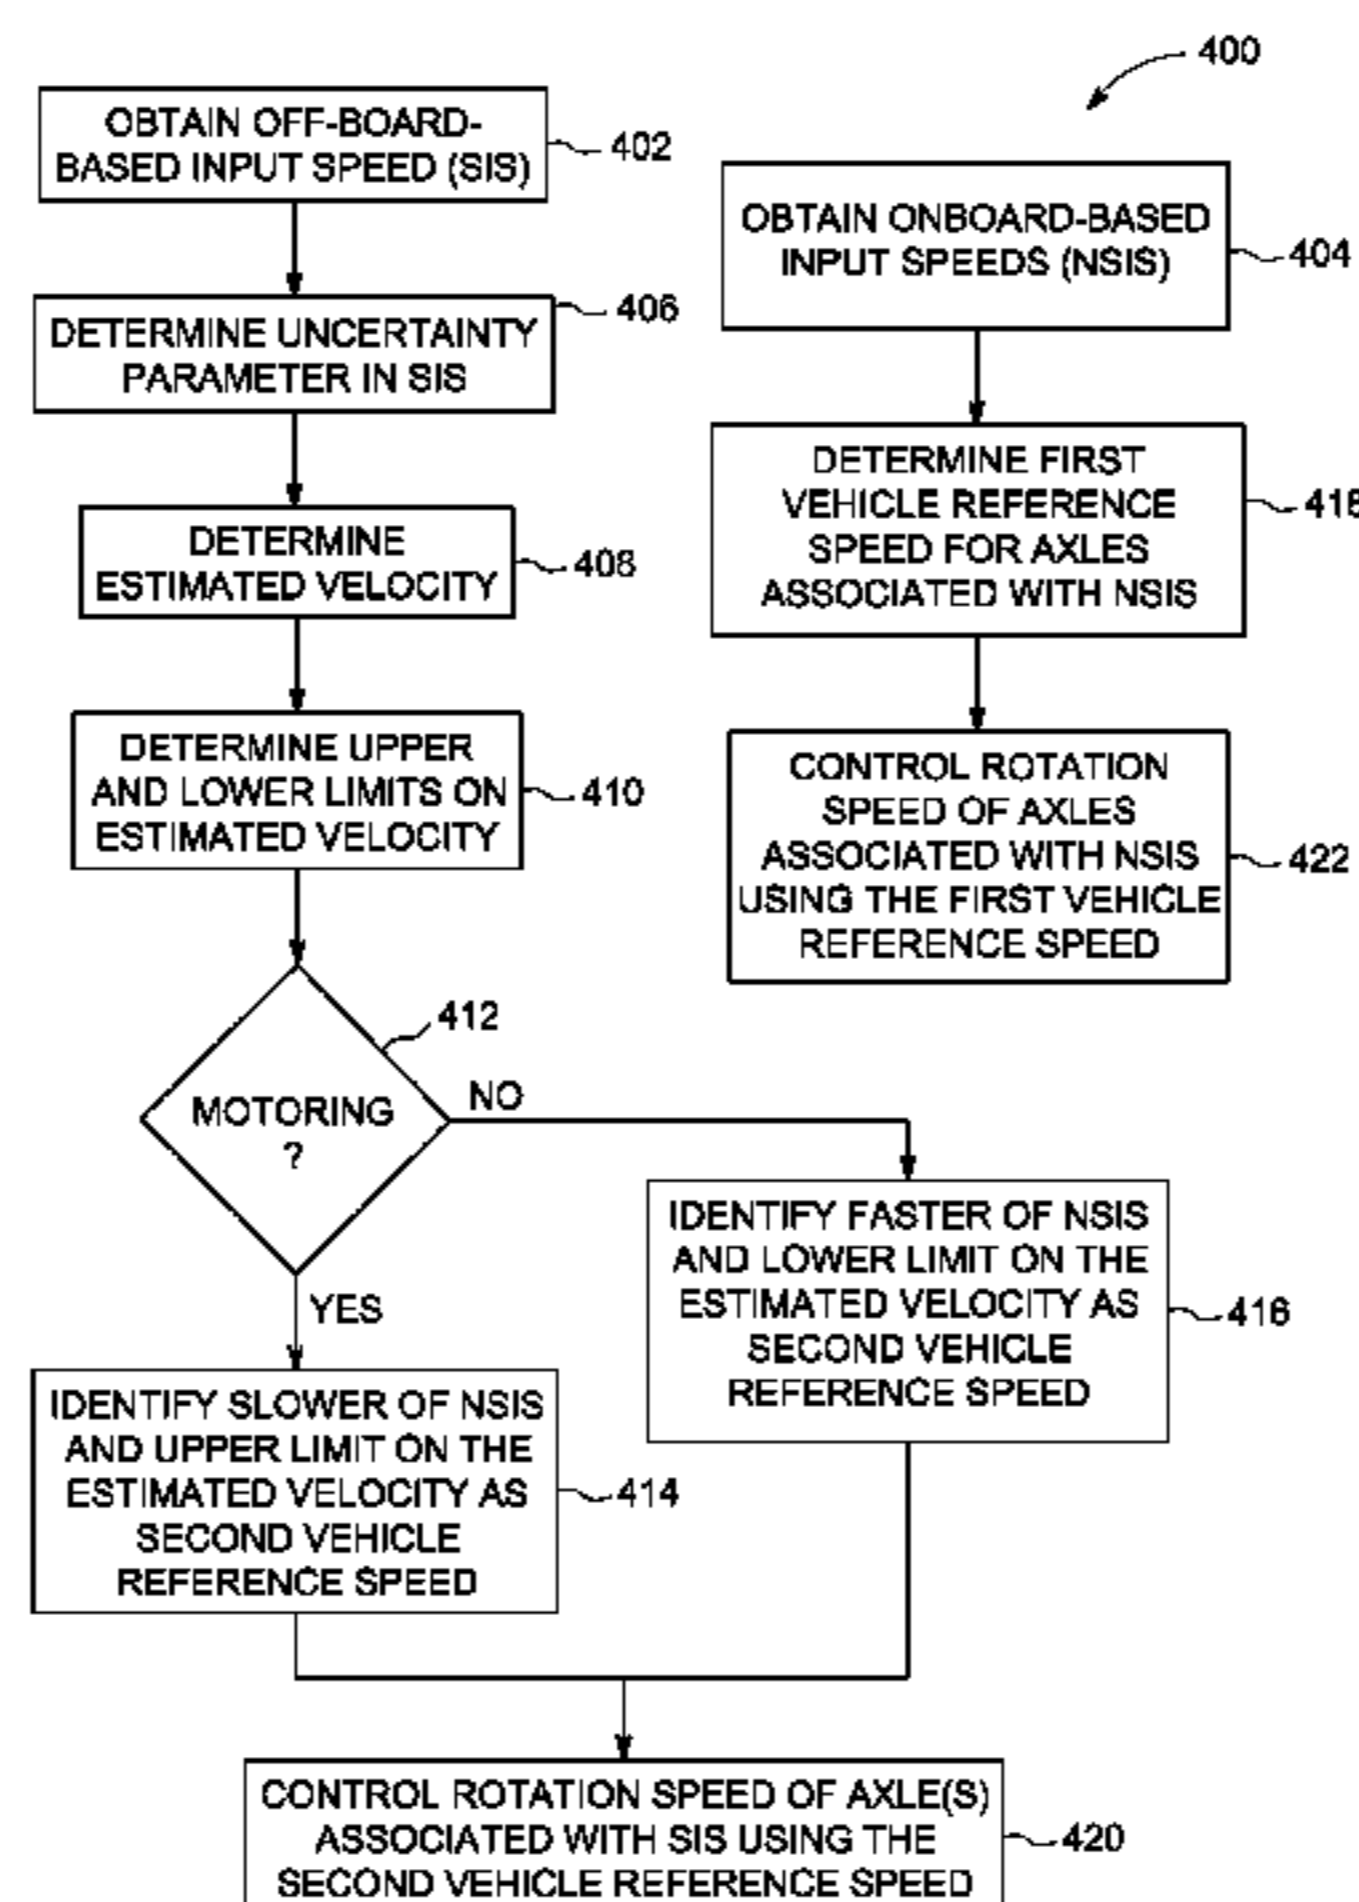 400
OBTAIN OFF-BOARD-
BASED INPUT SPEED (SIS)
402
OBTAIN ONBOARD-BASED
INPUT SPEEDS (NSIS)
404
DETERMINE UNCERTAINTY
PARAMETER IN SIS
406
DETERMINE FIRST
VEHICLE REFERENCE
SPEED FOR AXLES
ASSOCIATED WITH NSIS
418
DETERMINE
ESTIMATED VELOCITY
408
DETERMINE UPPER
AND LOWER LIMITS ON
ESTIMATED VELOCITY
410
CONTROL ROTATION
SPEED OF AXLES
ASSOCIATED WITH NSIS
USING THE FIRST VEHICLE
REFERENCE SPEED
422
412
MOTORING
?
NO
YES
IDENTIFY FASTER OF NSIS
AND LOWER LIMIT ON THE
ESTIMATED VELOCITY AS
SECOND VEHICLE
REFERENCE SPEED
416
IDENTIFY SLOWER OF NSIS
AND UPPER LIMIT ON THE
ESTIMATED VELOCITY AS
SECOND VEHICLE
REFERENCE SPEED
414
CONTROL ROTATION SPEED OF AXLE(S)
ASSOCIATED WITH SIS USING THE
SECOND VEHICLE REFERENCE SPEED
420